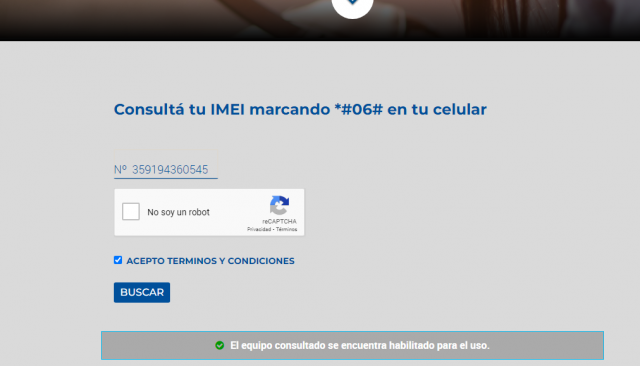 Consultá tu IMEI marcando *#06# en tu celular
Nº 359194360545
No soy un robot
reCAPTCHA
Privacidad - Términos
ACEPTO TERMINOS Y CONDICIONES
BUSCAR
El equipo consultado se encuentra habilitado para el uso.